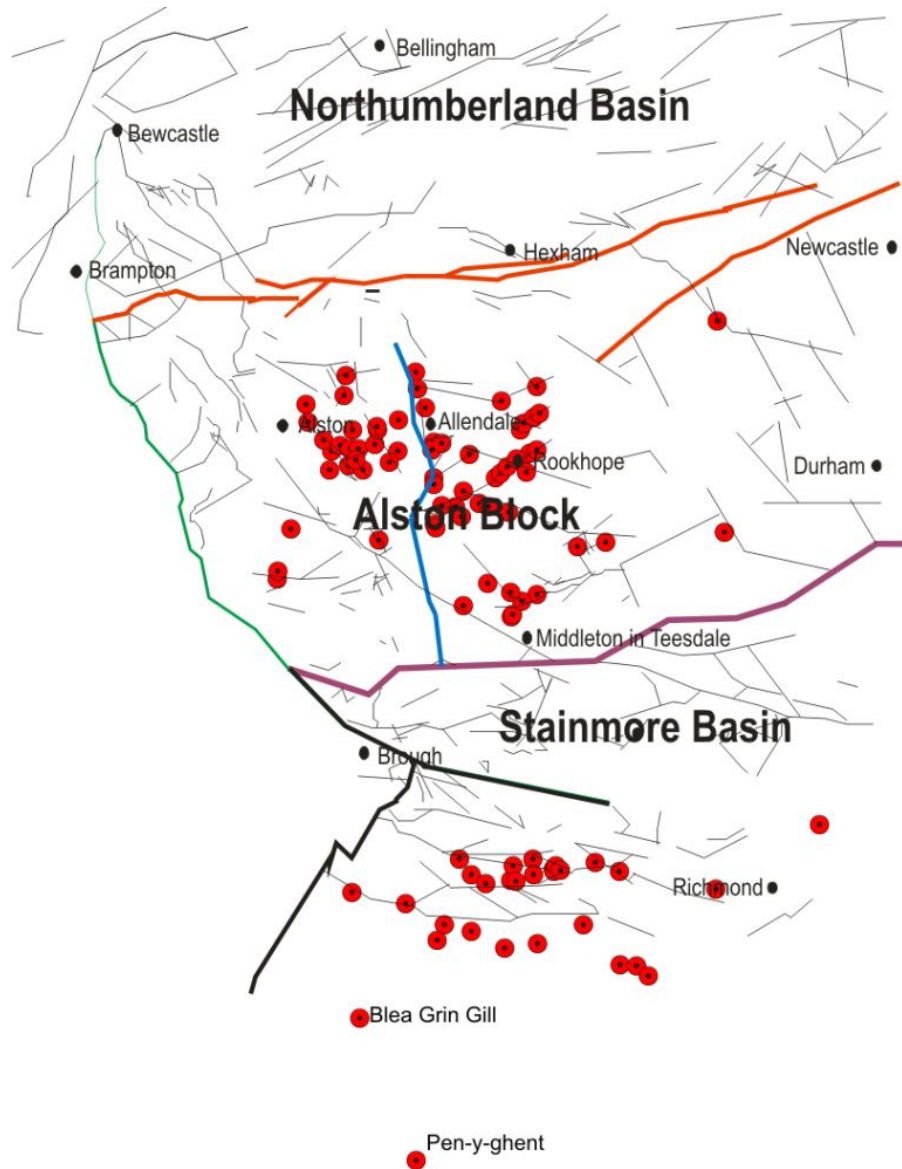 Bellingham
Northumberland Basin
Bewcastle
Hexham
Newcastle
Brampton
Alston
Allendale
Rookhope
Durham
Alston Block
Middleton in Teesdale
Stainmore Basin
Brough
Richmond
Blea Grin Gill
Pen-y-ghent